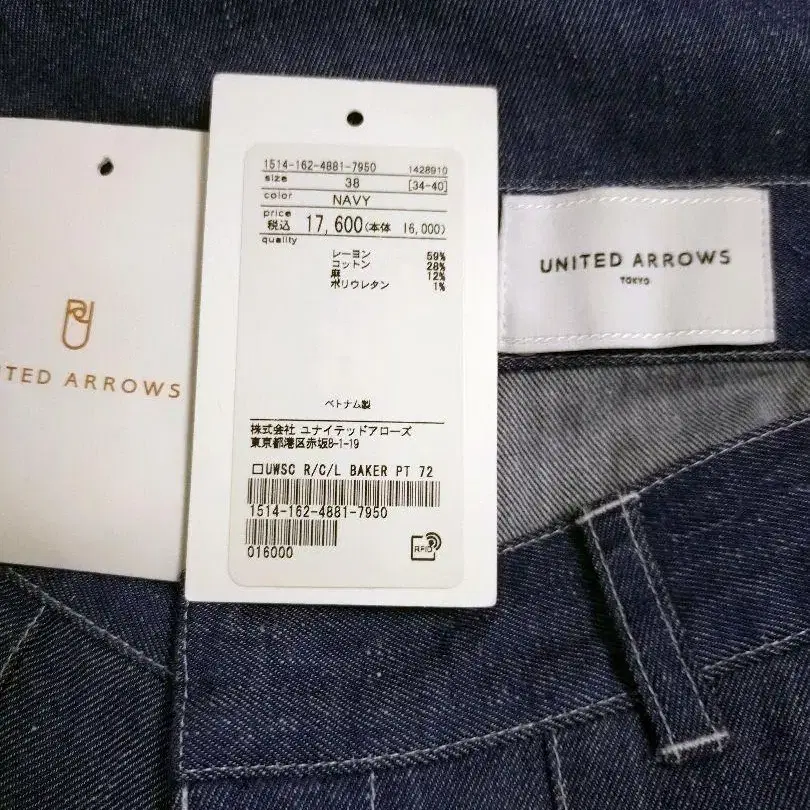 1514-162-4881-7950 1428910
size 38 [34-40]
color NAVY
price
税込 17,600(本体 16,000)
quality
レーヨン 59%
コットン 28%
麻 12%
ポリウレタン 1%
ベトナム製
株式会社 ユナイテッドアローズ
東京都港区赤坂8-1-19
□UWSC R/C/L BAKER PT 72
1514-162-4881-7950
016000
RFID
UNITED ARROWS
TOKYO
ITED ARROWS